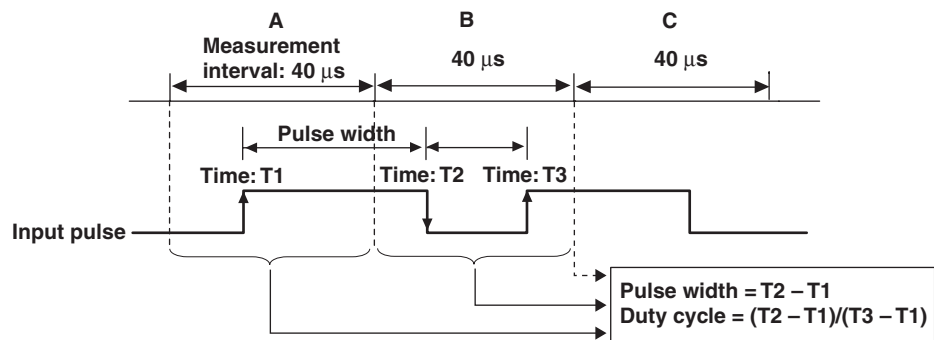 A B C
Measurement
interval: 40 µs 40 µs 40 µs
Pulse width
Time: T1 Time: T2 Time: T3
Input pulse
Pulse width = T2 – T1
Duty cycle = (T2 – T1)/(T3 – T1)